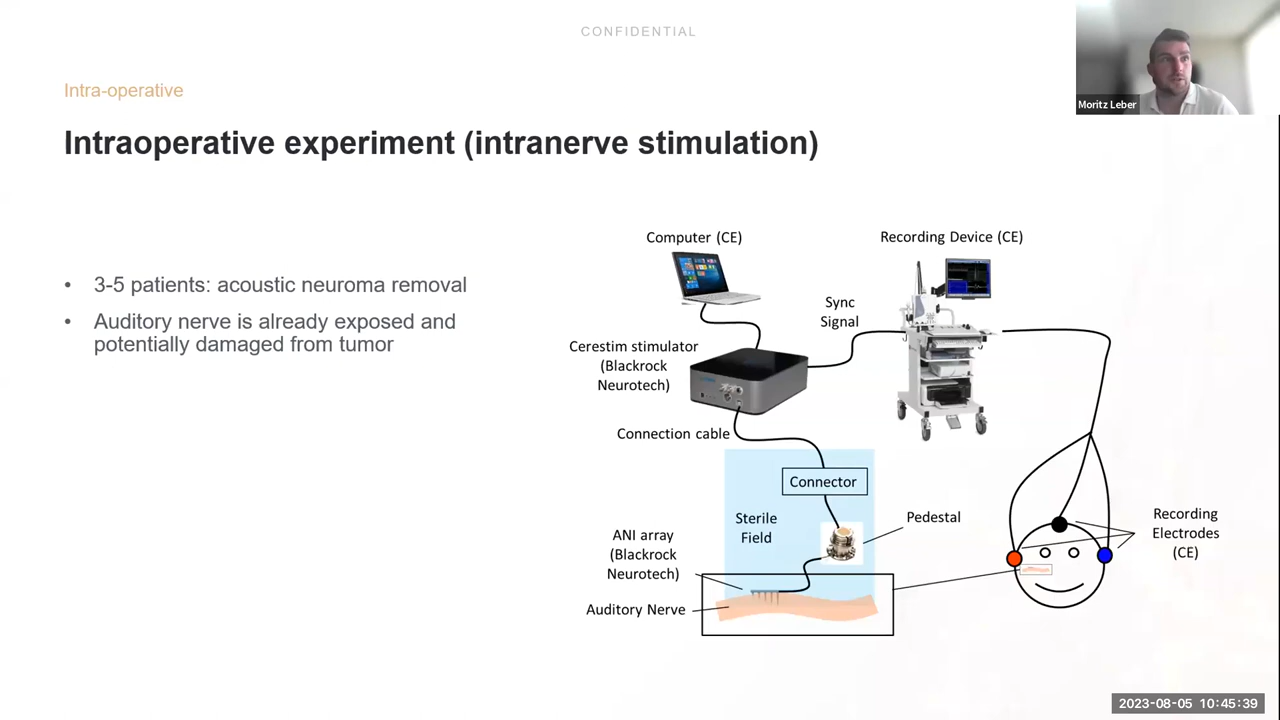 CONFIDENTIAL
Moritz Leber
Intra-operative
Intraoperative experiment (intranerve stimulation)
• 3-5 patients: acoustic neuroma removal
• Auditory nerve is already exposed and
potentially damaged from tumor
Computer (CE)
Recording Device (CE)
Sync
Signal
Cerestim stimulator
(Blackrock
Neurotech)
Connection cable
Connector
Sterile
Field
Pedestal
ANI array
(Blackrock
Neurotech)
Auditory Nerve
Recording
Electrodes
(CE)
2023-08-05 10:45:39